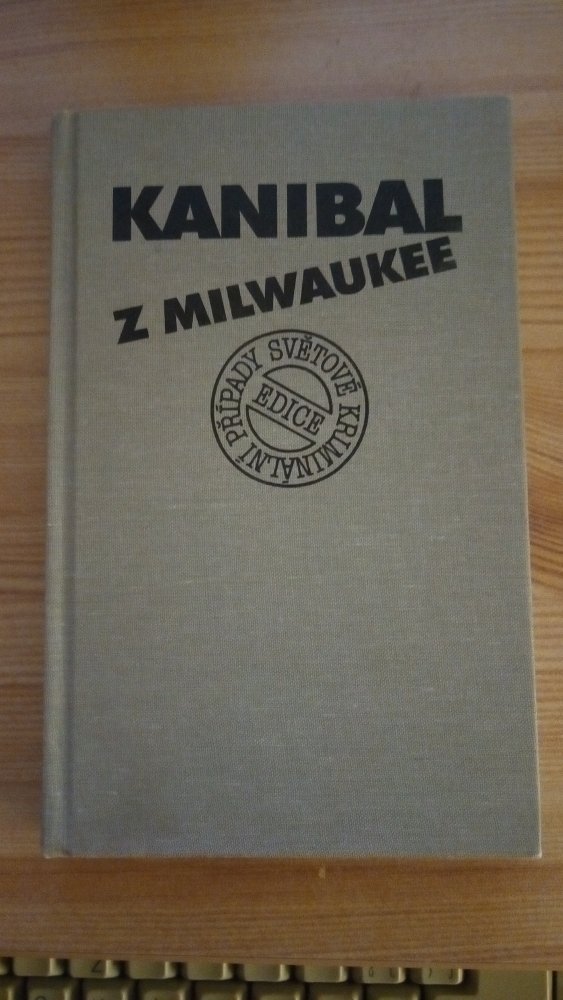 KANIBAL
Z MILWAUKEE
PŘÍPADY SVĚTOVÉ KRIMINÁLNÍ
EDICE
Z